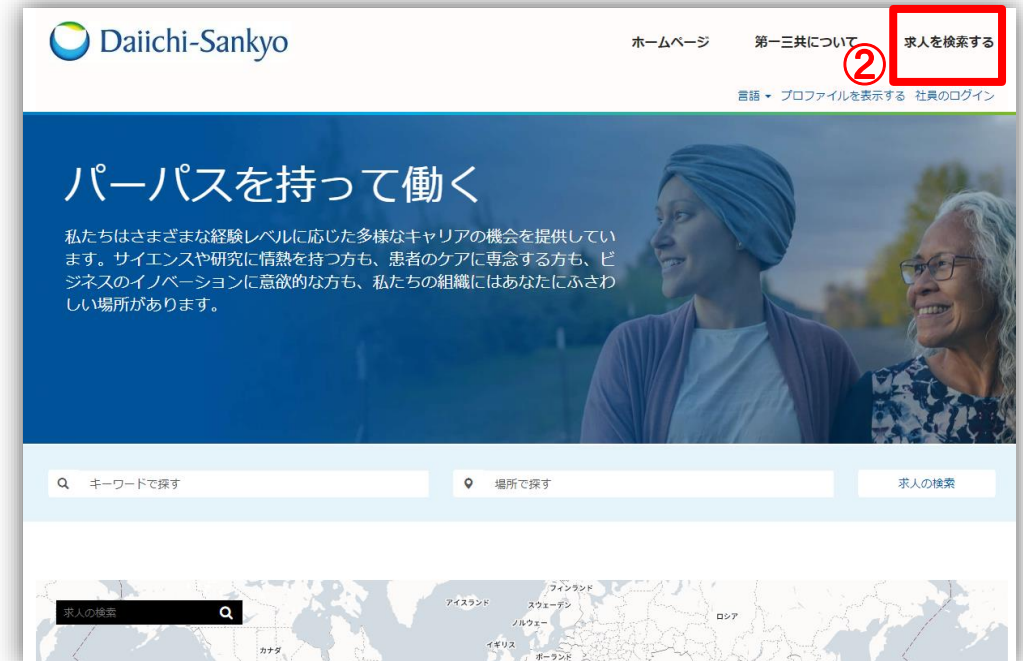 Daiichi-Sankyo
ホームページ 第一三共について 求人を検索する
②
言語 プロファイルを表示する 社員のログイン
パーパスを持って働く
私たちはさまざまな経験レベルに応じた多様なキャリアの機会を提供してい
ます。サイエンスや研究に情熱を持つ方も、患者のケアに専念する方も、ビ
ジネスのイノベーションに意欲的な方も、私たちの組織にはあなたにふさわ
しい場所があります。
キーワードで探す 場所で探す 求人の検索
フィンランド
アイスランド スウェーデン
求人の検索 ロシア
ノルウェー
イギリス
カナダ
ポーランド